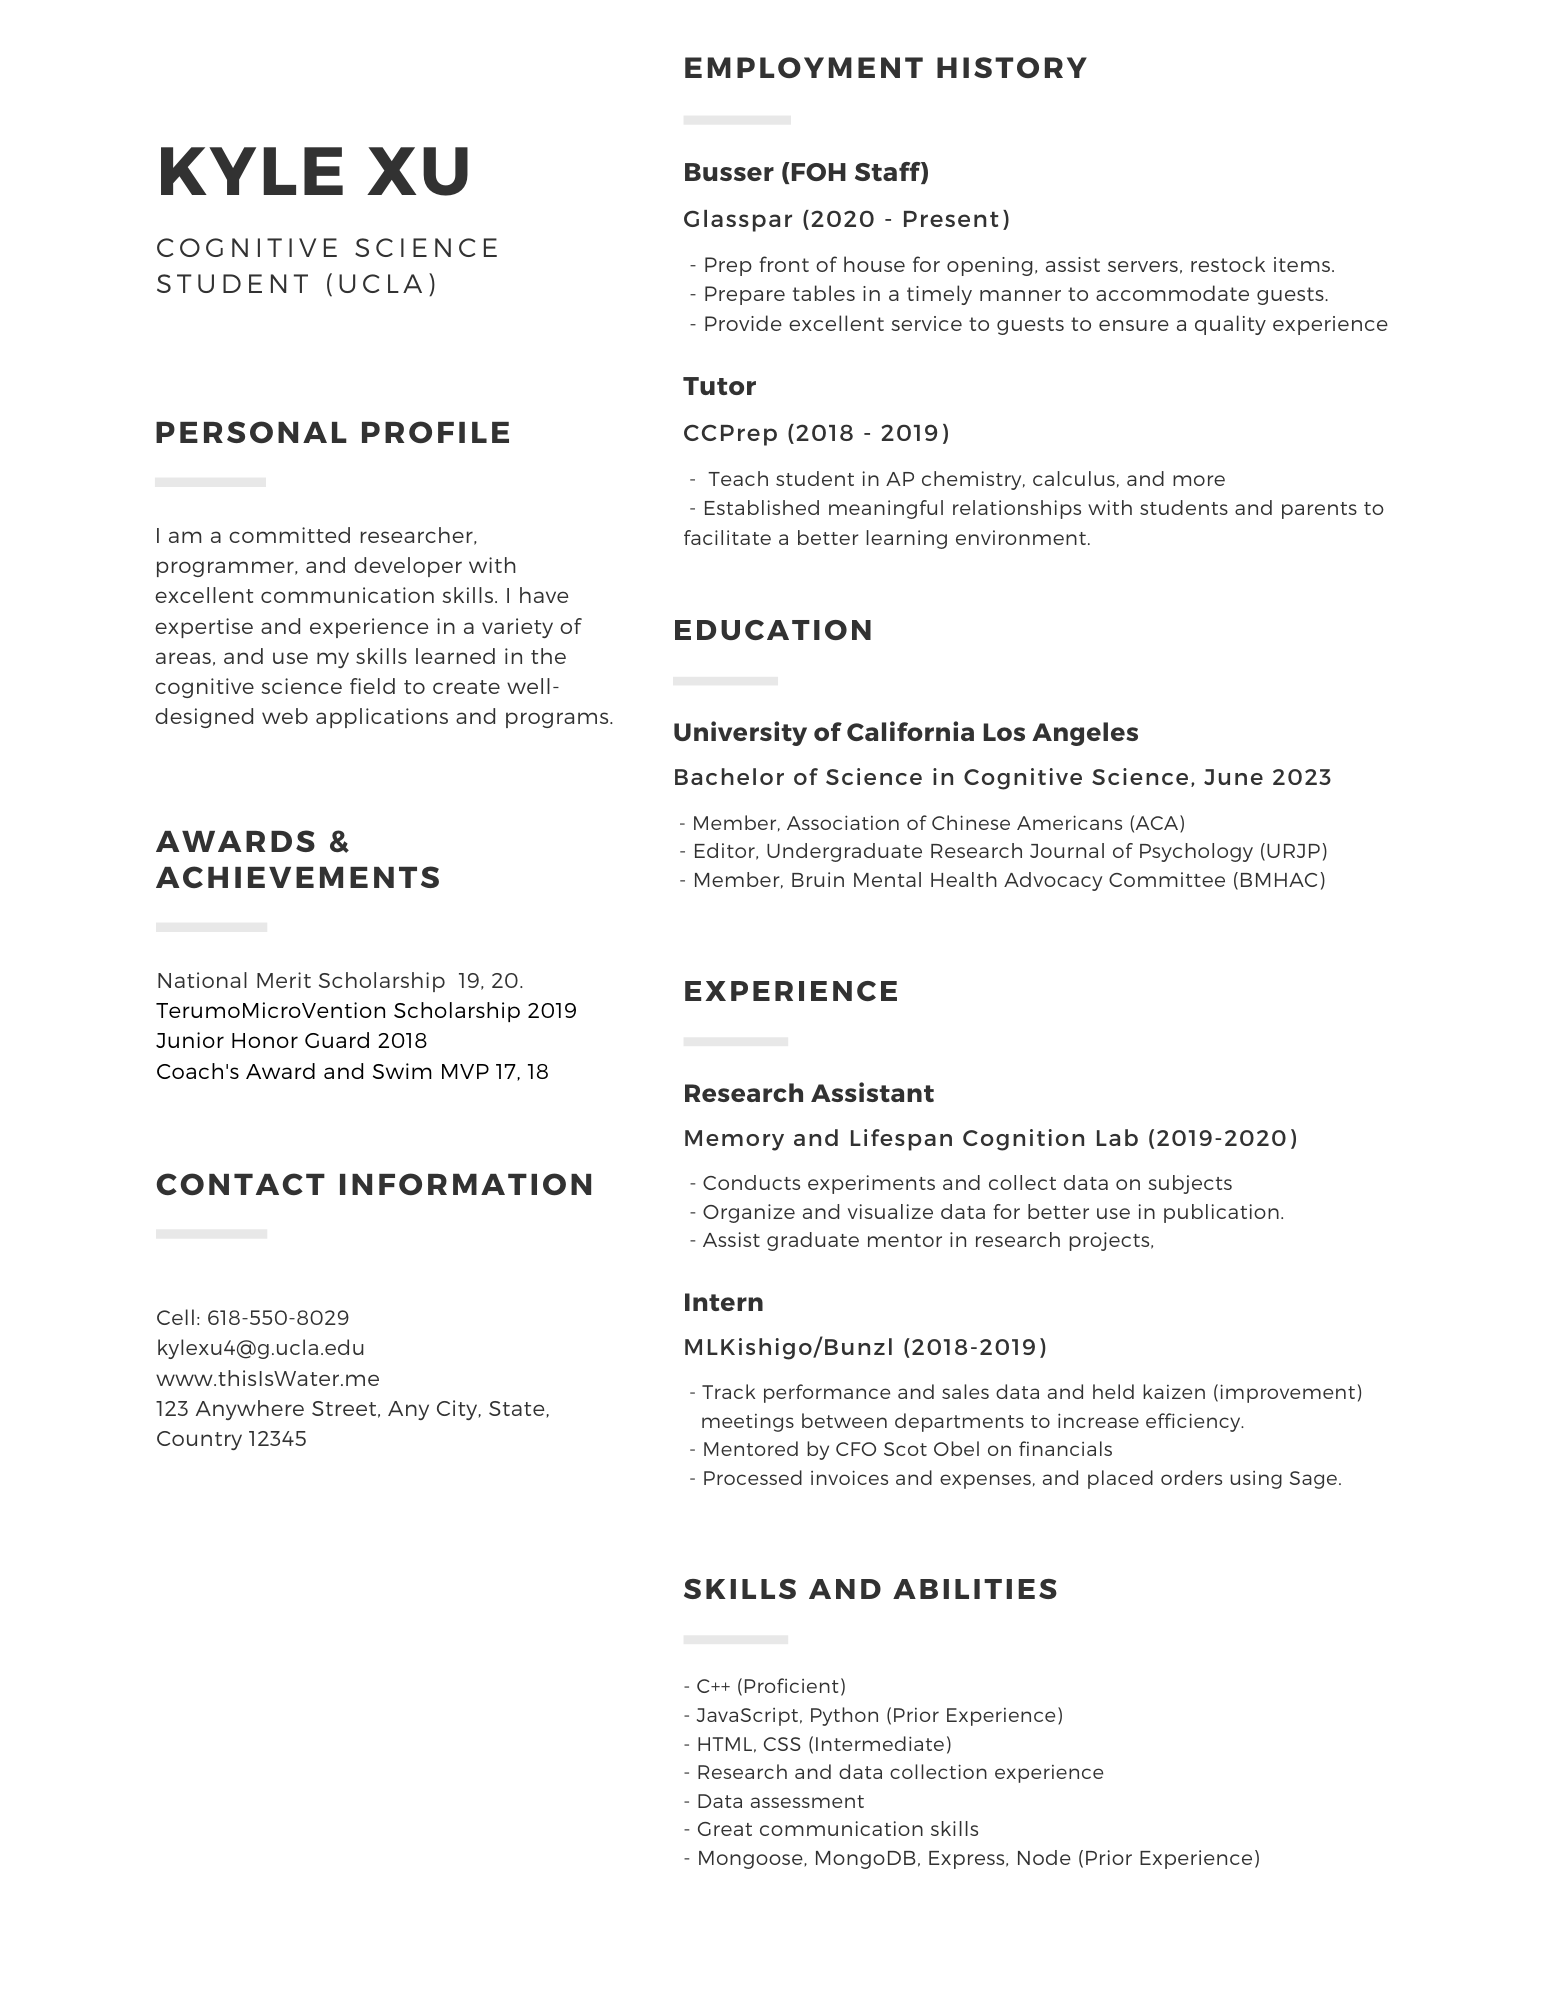 KYLE XU
COGNITIVE SCIENCE
STUDENT (UCLA)
PERSONAL PROFILE
I am a committed researcher,
programmer, and developer with
excellent communication skills. I have
expertise and experience in a variety of
areas, and use my skills learned in the
cognitive science field to create well-
designed web applications and programs.
AWARDS &
ACHIEVEMENTS
National Merit Scholarship  19, 20.
TerumoMicroVention Scholarship 2019
Junior Honor Guard 2018
Coach's Award and Swim MVP 17, 18
CONTACT INFORMATION
Cell: 618-550-8029
kylexu4@g.ucla.edu
www.thisIsWater.me
123 Anywhere Street, Any City, State,
Country 12345
EMPLOYMENT HISTORY
Busser (FOH Staff)
Glasspar (2020 - Present)
- Prep front of house for opening, assist servers, restock items.
- Prepare tables in a timely manner to accommodate guests.
- Provide excellent service to guests to ensure a quality experience
Tutor
CCPrep (2018 - 2019)
-  Teach student in AP chemistry, calculus, and more
- Established meaningful relationships with students and parents to
facilitate a better learning environment.
EDUCATION
University of California Los Angeles
Bachelor of Science in Cognitive Science, June 2023
- Member, Association of Chinese Americans (ACA)
- Editor, Undergraduate Research Journal of Psychology (URJP)
- Member, Bruin Mental Health Advocacy Committee (BMHAC)
EXPERIENCE
Research Assistant
Memory and Lifespan Cognition Lab (2019-2020)
- Conducts experiments and collect data on subjects
- Organize and visualize data for better use in publication.
- Assist graduate mentor in research projects,
Intern
MLKishigo/Bunzl (2018-2019)
- Track performance and sales data and held kaizen (improvement)
meetings between departments to increase efficiency.
- Mentored by CFO Scot Obel on financials
- Processed invoices and expenses, and placed orders using Sage.
SKILLS AND ABILITIES
- C++ (Proficient)
- JavaScript, Python (Prior Experience)
- HTML, CSS (Intermediate)
- Research and data collection experience
- Data assessment
- Great communication skills
- Mongoose, MongoDB, Express, Node (Prior Experience)